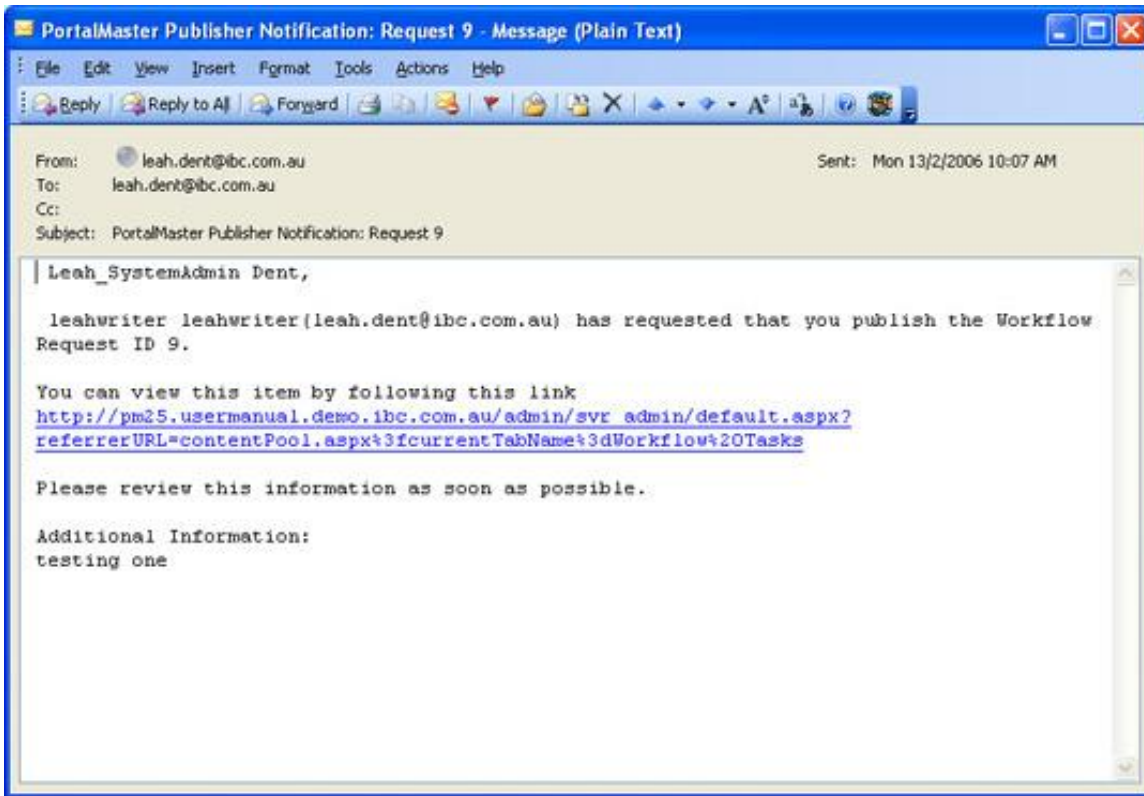 PortalMaster Publisher Notification: Request 9 - Message (Plain Text)
File Edit View Insert Format Tools Actions Help
Reply Reply to All Forward
From: leah.dent@ibc.com.au Sent: Mon 13/2/2006 10:07 AM
To: leah.dent@ibc.com.au
Cc:
Subject: PortalMaster Publisher Notification: Request 9
Leah_SystemAdmin Dent,
leahwriter leahwriter(leah.dent@ibc.com.au) has requested that you publish the Workflow
Request ID 9.
You can view this item by following this link
http://pm25.usermanual.demo.ibc.com.au/admin/svr_admin/default.aspx?
referrerURL=contentPool.aspx%3fcurrentTabName%3dWorkflow%20Tasks
Please review this information as soon as possible.
Additional Information:
testing one